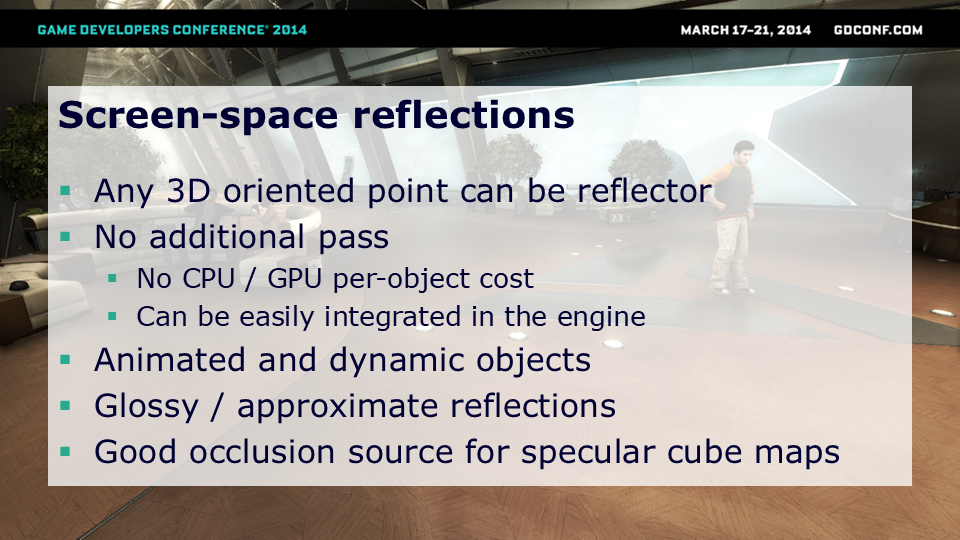 GAME DEVELOPERS CONFERENCE® 2014
MARCH 17–21, 2014 GDCONF.COM
Screen-space reflections
▪ Any 3D oriented point can be reflector
▪ No additional pass
▪ No CPU / GPU per-object cost
▪ Can be easily integrated in the engine
▪ Animated and dynamic objects
▪ Glossy / approximate reflections
▪ Good occlusion source for specular cube maps